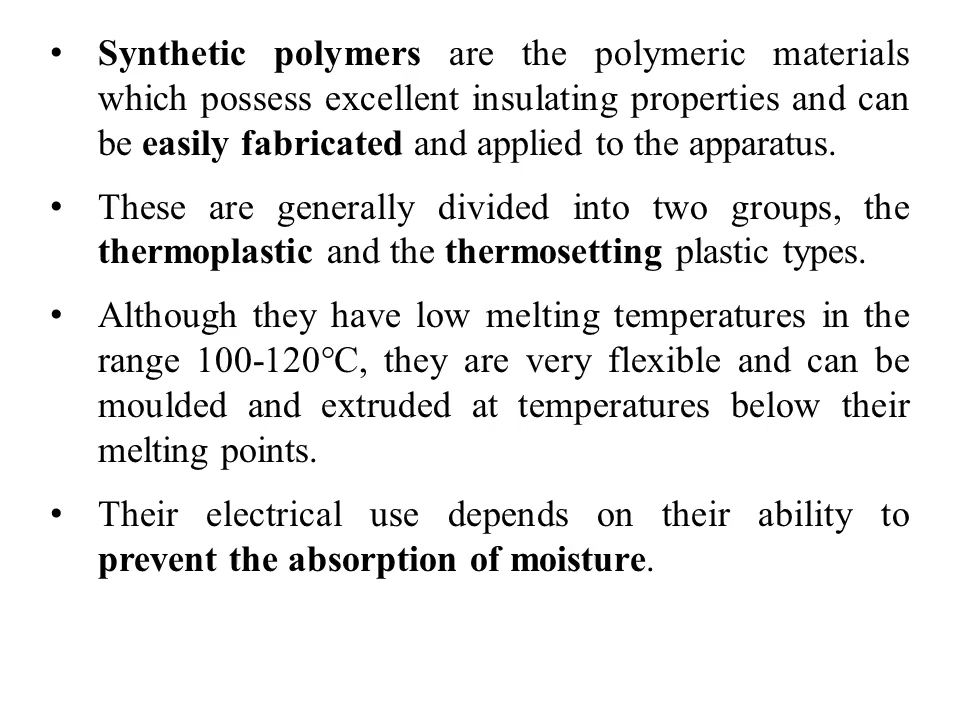 • Synthetic polymers are the polymeric materials
which possess excellent insulating properties and can
be easily fabricated and applied to the apparatus.
• These are generally divided into two groups, the
thermoplastic and the thermosetting plastic types.
• Although they have low melting temperatures in the
range 100-120°C, they are very flexible and can be
moulded and extruded at temperatures below their
melting points.
• Their electrical use depends on their ability to
prevent the absorption of moisture.